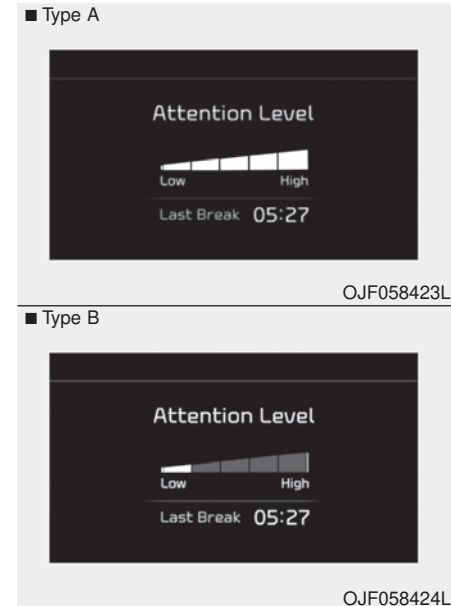 ■ Type A
Attention Level
Low High
Last Break 05:27
OJF058423L
■ Type B
Attention Level
Low High
Last Break 05:27
OJF058424L